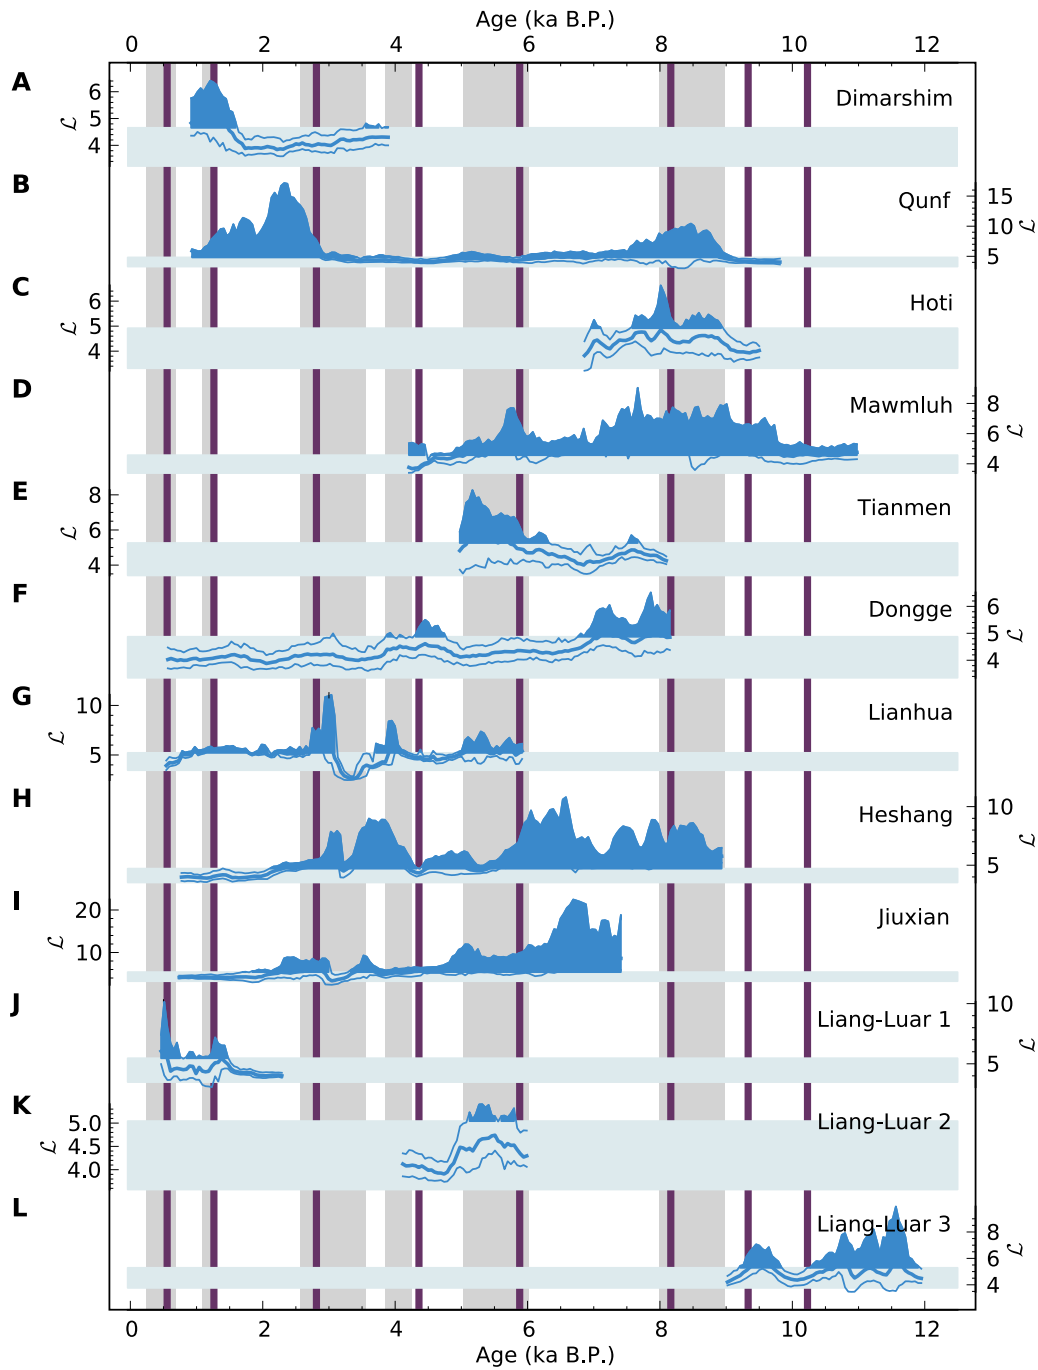 Age (ka B.P.)
0 2 4 6 8 10 12
A
6
5
4
ℒ
Dimarshim
B
Qunf
15
10
5
ℒ
C
6
5
4
ℒ
Hoti
D
Mawmluh
8
6
4
ℒ
E
8
6
4
ℒ
Tianmen
F
Dongge
6
5
4
ℒ
G
10
5
ℒ
Lianhua
H
Heshang
10
5
ℒ
I
20
10
ℒ
Jiuxian
J
Liang-Luar 1
10
5
ℒ
K
5.0
4.5
4.0
ℒ
Liang-Luar 2
L
Liang-Luar 3
8
6
4
ℒ
0 2 4 6 8 10 12
Age (ka B.P.)